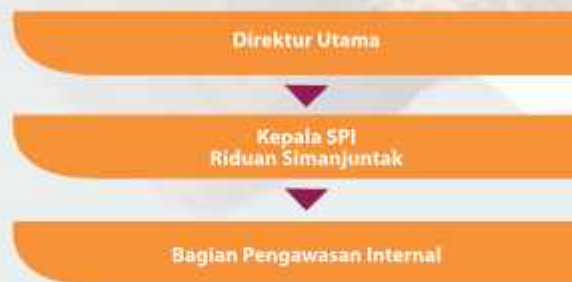 Direktur Utama
Kepala SPI
Riduan Simanjuntak
Bagian Pengawasan Internal